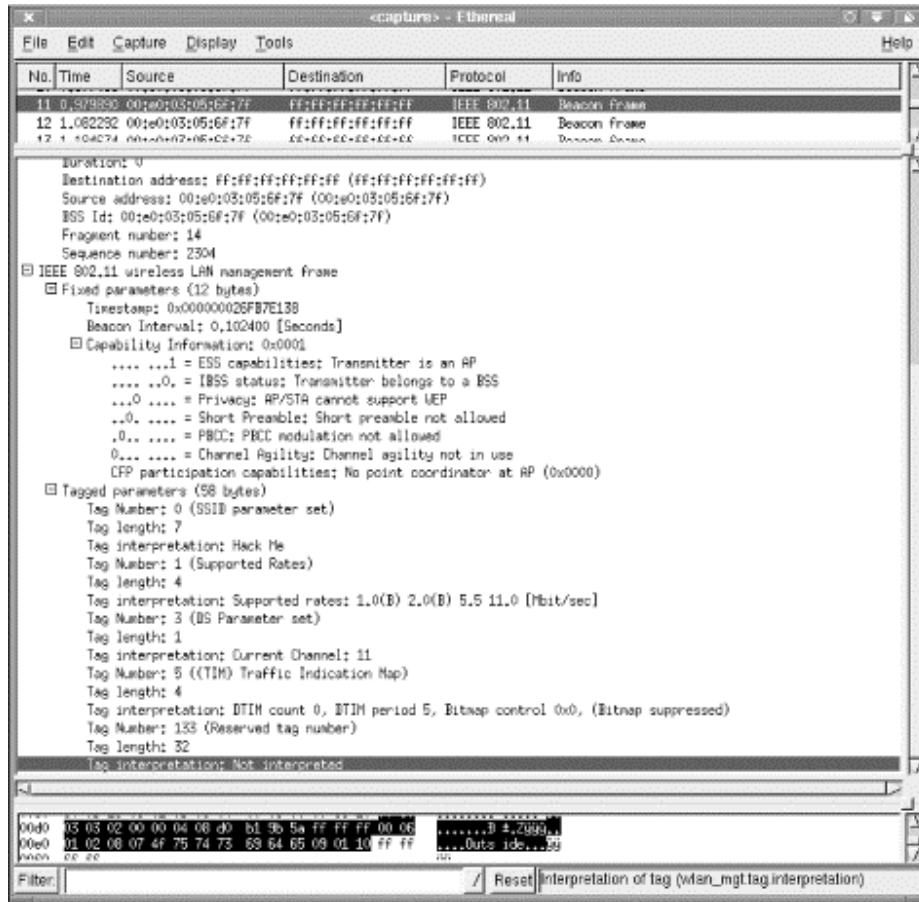 <capture> - Ethereal
File Edit Capture Display Tools Help
No. Time Source Destination Protocol Info
11 0.979890 00:e0:03:05:6f:7f ff:ff:ff:ff:ff:ff IEEE 802.11 Beacon frame
12 1.082292 00:e0:03:05:6f:7f ff:ff:ff:ff:ff:ff IEEE 802.11 Beacon frame
Duration: 0
Destination address: ff:ff:ff:ff:ff:ff (ff:ff:ff:ff:ff:ff)
Source address: 00:e0:03:05:6f:7f (00:e0:03:05:6f:7f)
BSS Id: 00:e0:03:05:6f:7f (00:e0:03:05:6f:7f)
Fragment number: 14
Sequence number: 2304
IEEE 802.11 wireless LAN management frame
Fixed parameters (12 bytes)
Timestamp: 0x000000026FB7E138
Beacon Interval: 0.102400 [Seconds]
Capability Information: 0x0001
.... ...1 = ESS capabilities: Transmitter is an AP
.... ..0. = IBSS status: Transmitter belongs to a BSS
...0 .... = Privacy: AP/STA cannot support WEP
..0. .... = Short Preamble: Short preamble not allowed
.0.. .... = PBCC: PBCC modulation not allowed
0... .... = Channel Agility: Channel agility not in use
CFP participation capabilities: No point coordinator at AP (0x0000)
Tagged parameters (58 bytes)
Tag Number: 0 (SSID parameter set)
Tag length: 7
Tag interpretation: Hack Me
Tag Number: 1 (Supported Rates)
Tag length: 4
Tag interpretation: Supported rates: 1.0(B) 2.0(B) 5.5 11.0 [Mbit/sec]
Tag Number: 3 (DS Parameter set)
Tag length: 1
Tag interpretation: Current Channel: 11
Tag Number: 5 ((TIM) Traffic Indication Map)
Tag length: 4
Tag interpretation: DTIM count 0, DTIM period 5, Bitmap control 0x0, (Bitmap suppressed)
Tag Number: 133 (Reserved tag number)
Tag length: 32
Tag interpretation: Not interpreted
00d0 03 03 02 00 00 04 08 d0 b1 9b 5a ff ff ff 00 06
00e0 01 02 08 07 4f 75 74 73 69 64 65 09 01 10 ff ff ....Outside..ÿÿ
Filter: / Reset Interpretation of tag (wlan_mgt.tag.interpretation)